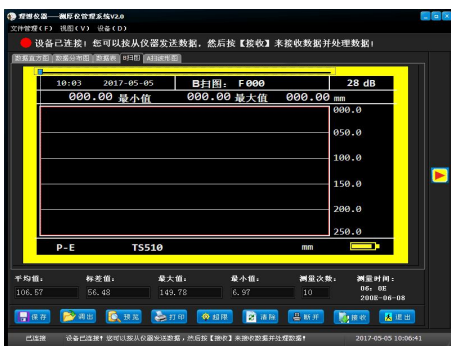 理想仪器——测厚仪管理系统V2.0
文件管理(F) 视图(V) 设备(D)
设备已连接! 您可以按从仪器发送数据,然后按【接收】来接收数据并处理数据!
数据直方图 数据分布图 数据表 B扫图 A扫波形图
10:03 2017-05-05 B扫图: F000 28 dB
000.00 最小值 000.00 最大值 000.00 mm
000.0
050.0
100.0
150.0
200.0
250.0
P-E TS510 mm
平均值: 标差值: 最大值: 最小值: 测量次数: 测量时间:
106.57 56.48 149.78 6.97 10 06: 0E
2008-06-08
保存 调出 预览 打印 超限 清除 断开 接收 退出
已连接 设备已连接! 您可以按从仪器发送数据,然后按【接收】来接收数据并处理数据! 2017-05-05 10:06:41